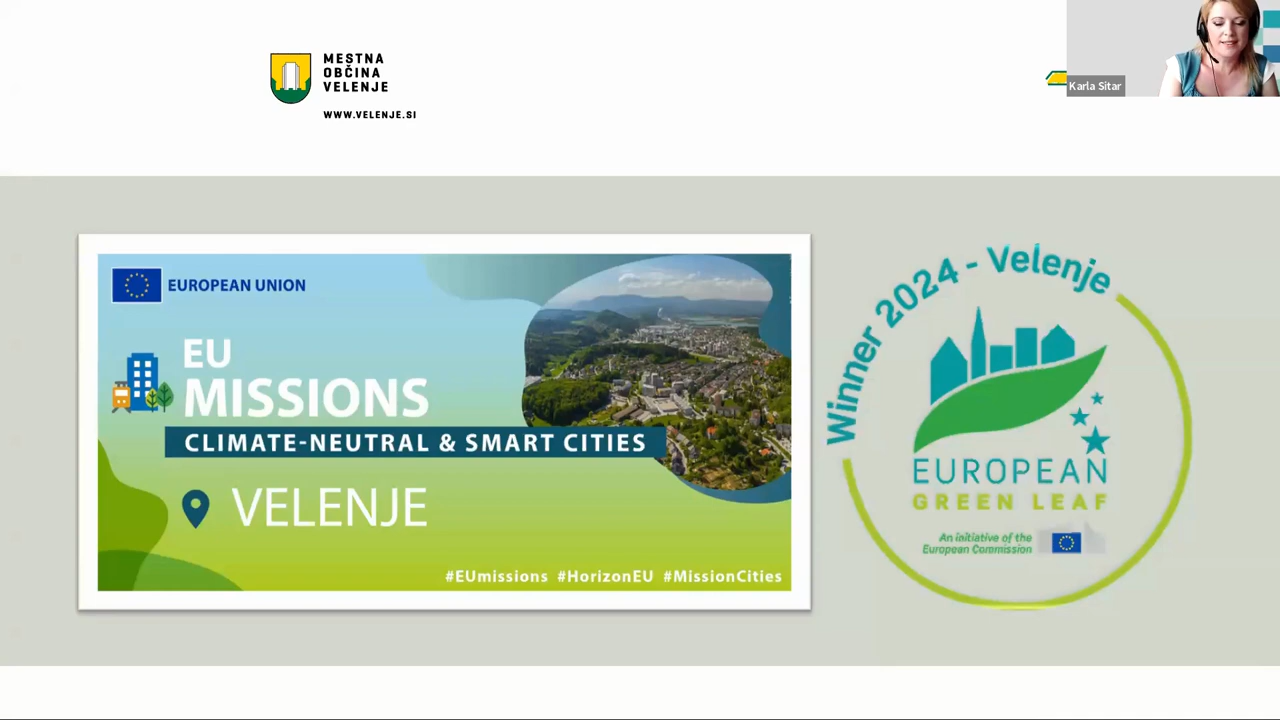 MESTNA
OBČINA
VELENJE
WWW.VELENJE.SI
Karla Sitar
EUROPEAN UNION
EU
MISSIONS
CLIMATE-NEUTRAL & SMART CITIES
VELENJE
#EUmissions #HorizonEU #MissionCities
Winner 2024 - Velenje
EUROPEAN
GREEN LEAF
An initiative of the
European Commission